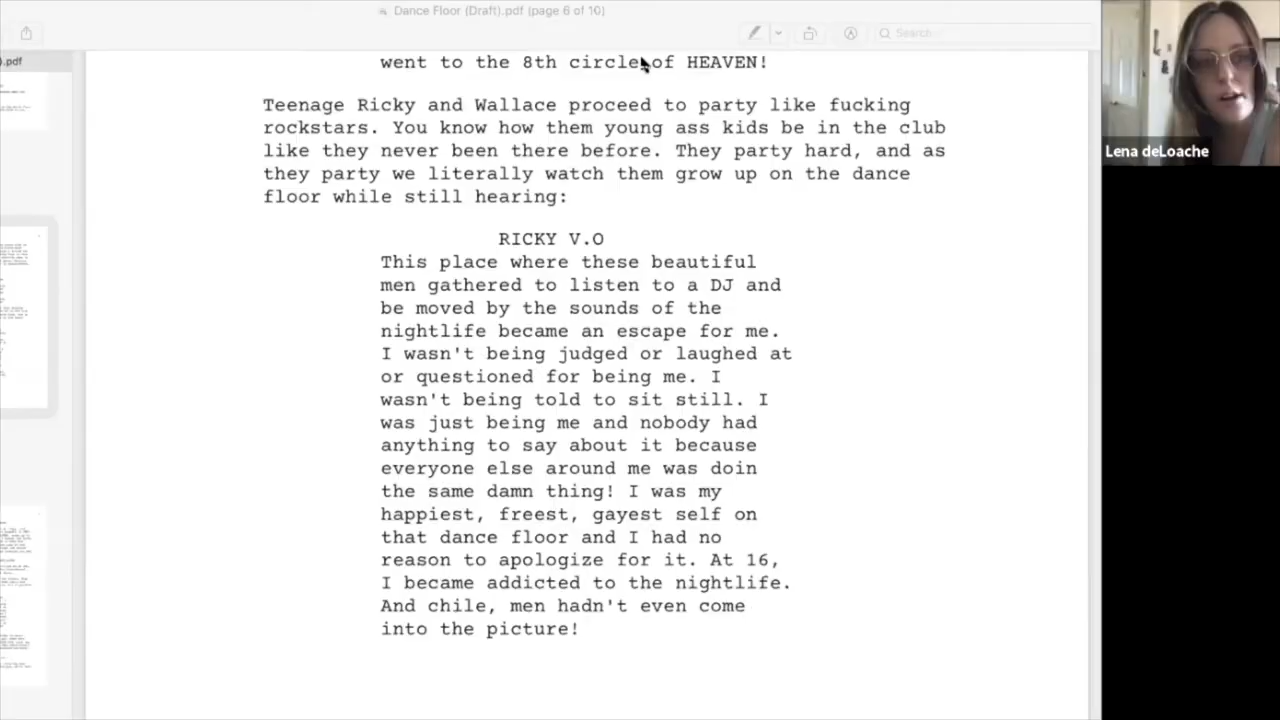 Dance Floor (Draft).pdf (page 6 of 10)
Search
).pdf
Lena deLoache
went to the 8th circle of HEAVEN!
Teenage Ricky and Wallace proceed to party like fucking
rockstars. You know how them young ass kids be in the club
like they never been there before. They party hard, and as
they party we literally watch them grow up on the dance
floor while still hearing:
RICKY V.O
This place where these beautiful
men gathered to listen to a DJ and
be moved by the sounds of the
nightlife became an escape for me.
I wasn't being judged or laughed at
or questioned for being me. I
wasn't being told to sit still. I
was just being me and nobody had
anything to say about it because
everyone else around me was doin
the same damn thing! I was my
happiest, freest, gayest self on
that dance floor and I had no
reason to apologize for it. At 16,
I became addicted to the nightlife.
And chile, men hadn't even come
into the picture!